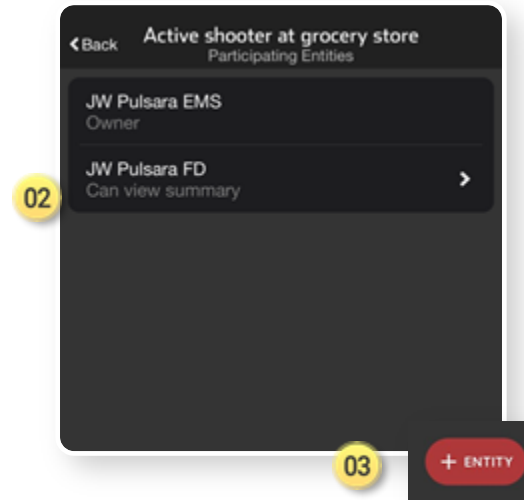 Back
Active shooter at grocery store
Participating Entities
JW Pulsara EMS
Owner
JW Pulsara FD
Can view summary
02
03
+ ENTITY